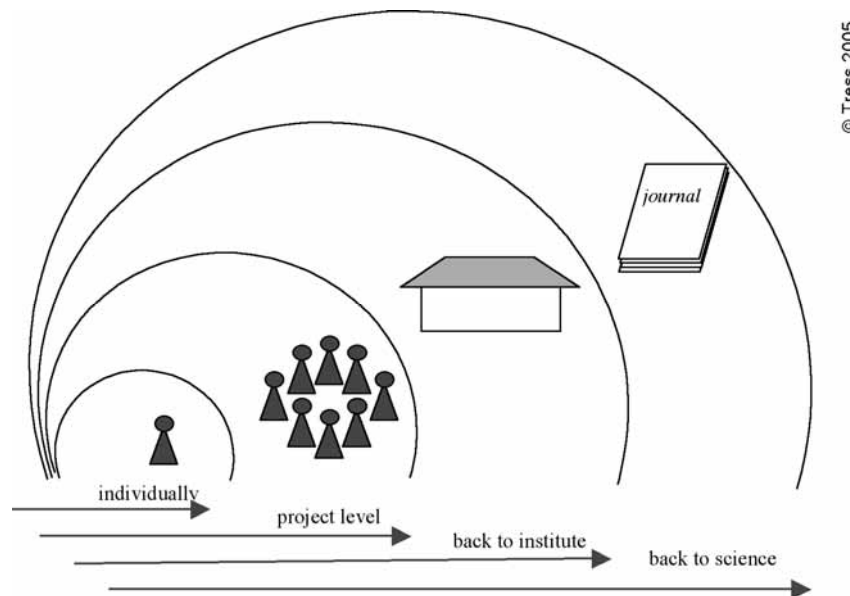 © Tress 2005
journal
individually
project level
back to institute
back to science